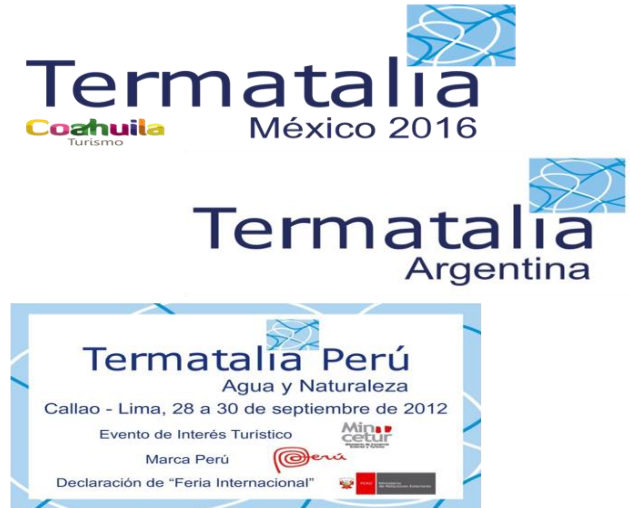 Termatalia
Coahuila
Turismo
México 2016
Termatalia
Argentina
Termatalia Perú
Agua y Naturaleza
Callao - Lima, 28 a 30 de septiembre de 2012
Evento de Interés Turístico
Mincetur
Marca Perú
Perú
Declaración de “Feria Internacional”
PERÚ